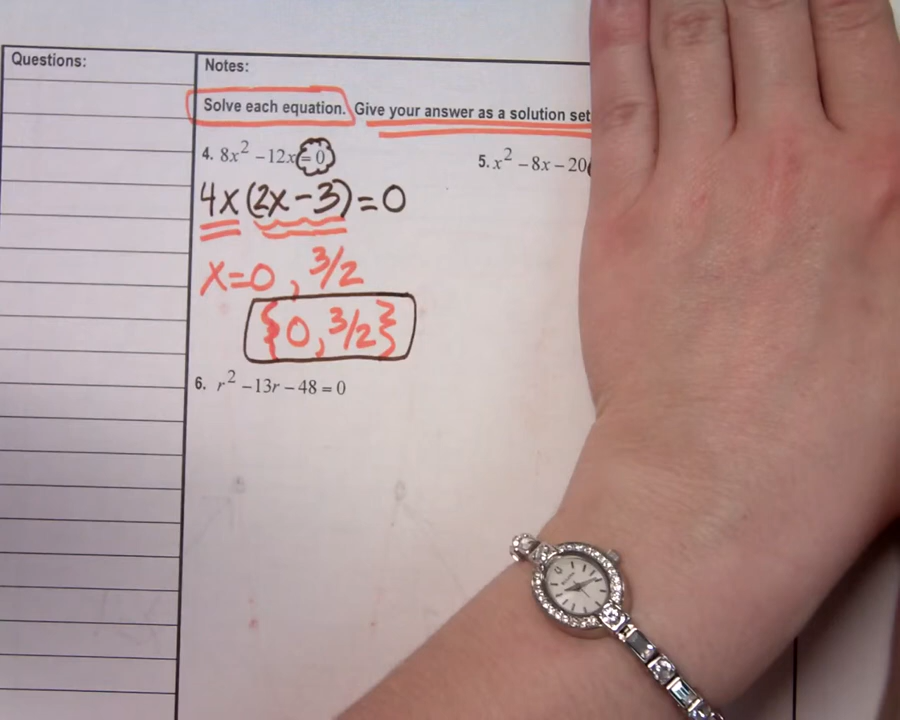 Questions:
Notes:
Solve each equation. Give your answer as a solution set
4. 8x² – 12x = 0
5. x² – 8x – 20
4x (2x – 3) = 0
x = 0 , 3/2
{0, 3/2}
6. r² – 13r – 48 = 0